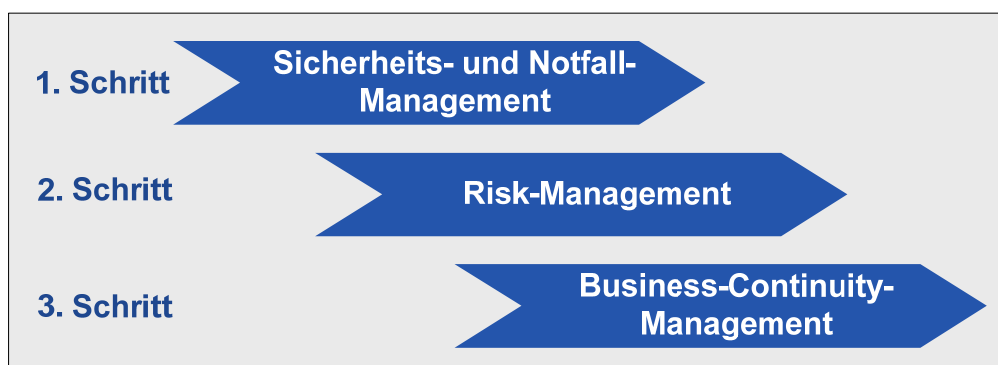 1. Schritt
Sicherheits- und Notfall-
Management
2. Schritt
Risk-Management
3. Schritt
Business-Continuity-
Management